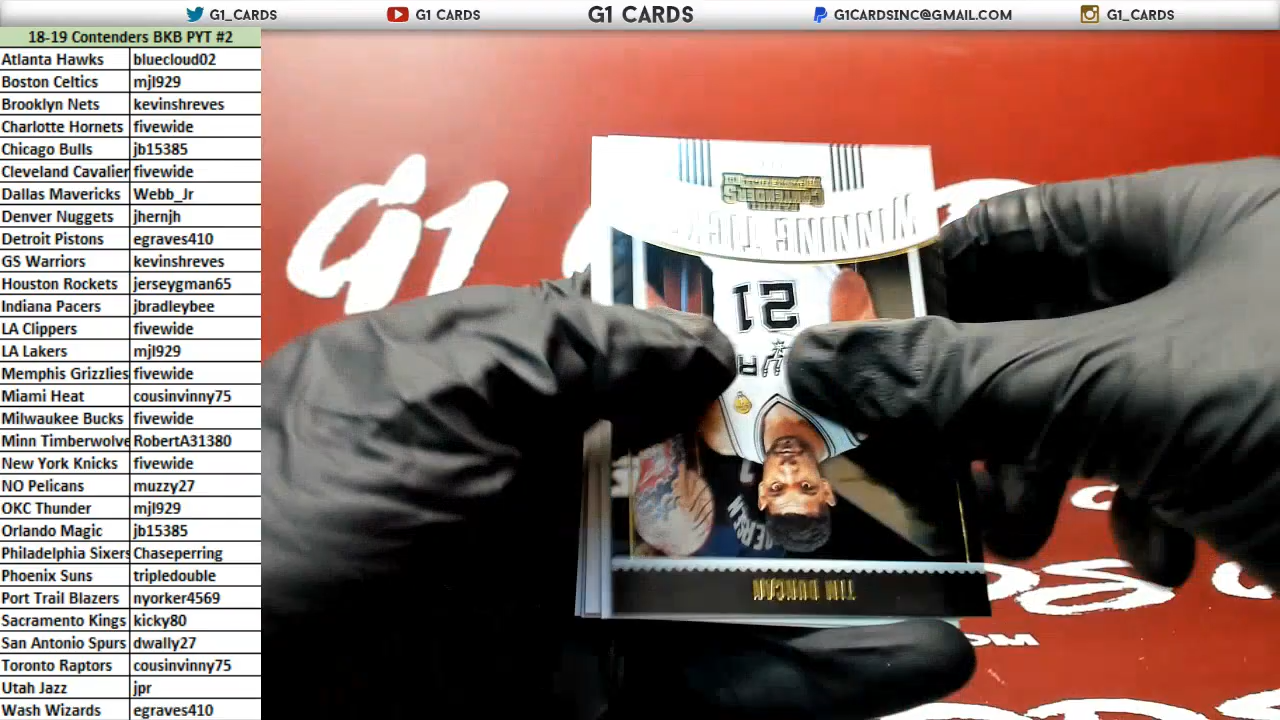 G1_CARDS
G1 CARDS
G1 CARDS
G1CARDSINC@GMAIL.COM
G1_CARDS
18-19 Contenders BKB PYT #2
Atlanta Hawks bluecloud02
Boston Celtics mjl929
Brooklyn Nets kevinshreves
Charlotte Hornets fivewide
Chicago Bulls jb15385
Cleveland Cavalier fivewide
Dallas Mavericks Webb_Jr
Denver Nuggets jhernjh
Detroit Pistons egraves410
GS Warriors kevinshreves
Houston Rockets jerseygman65
Indiana Pacers jbradleybee
LA Clippers fivewide
LA Lakers mjl929
Memphis Grizzlies fivewide
Miami Heat cousinvinny75
Milwaukee Bucks fivewide
Minn Timberwolve RobertA31380
New York Knicks fivewide
NO Pelicans muzzy27
OKC Thunder mjl929
Orlando Magic jb15385
Philadelphia Sixers Chaseperring
Phoenix Suns tripledouble
Port Trail Blazers nyorker4569
Sacramento Kings kicky80
San Antonio Spurs dwally27
Toronto Raptors cousinvinny75
Utah Jazz jpr
Wash Wizards egraves410
G1
CONTENDERS
WINNING
21
TIM DUNCAN